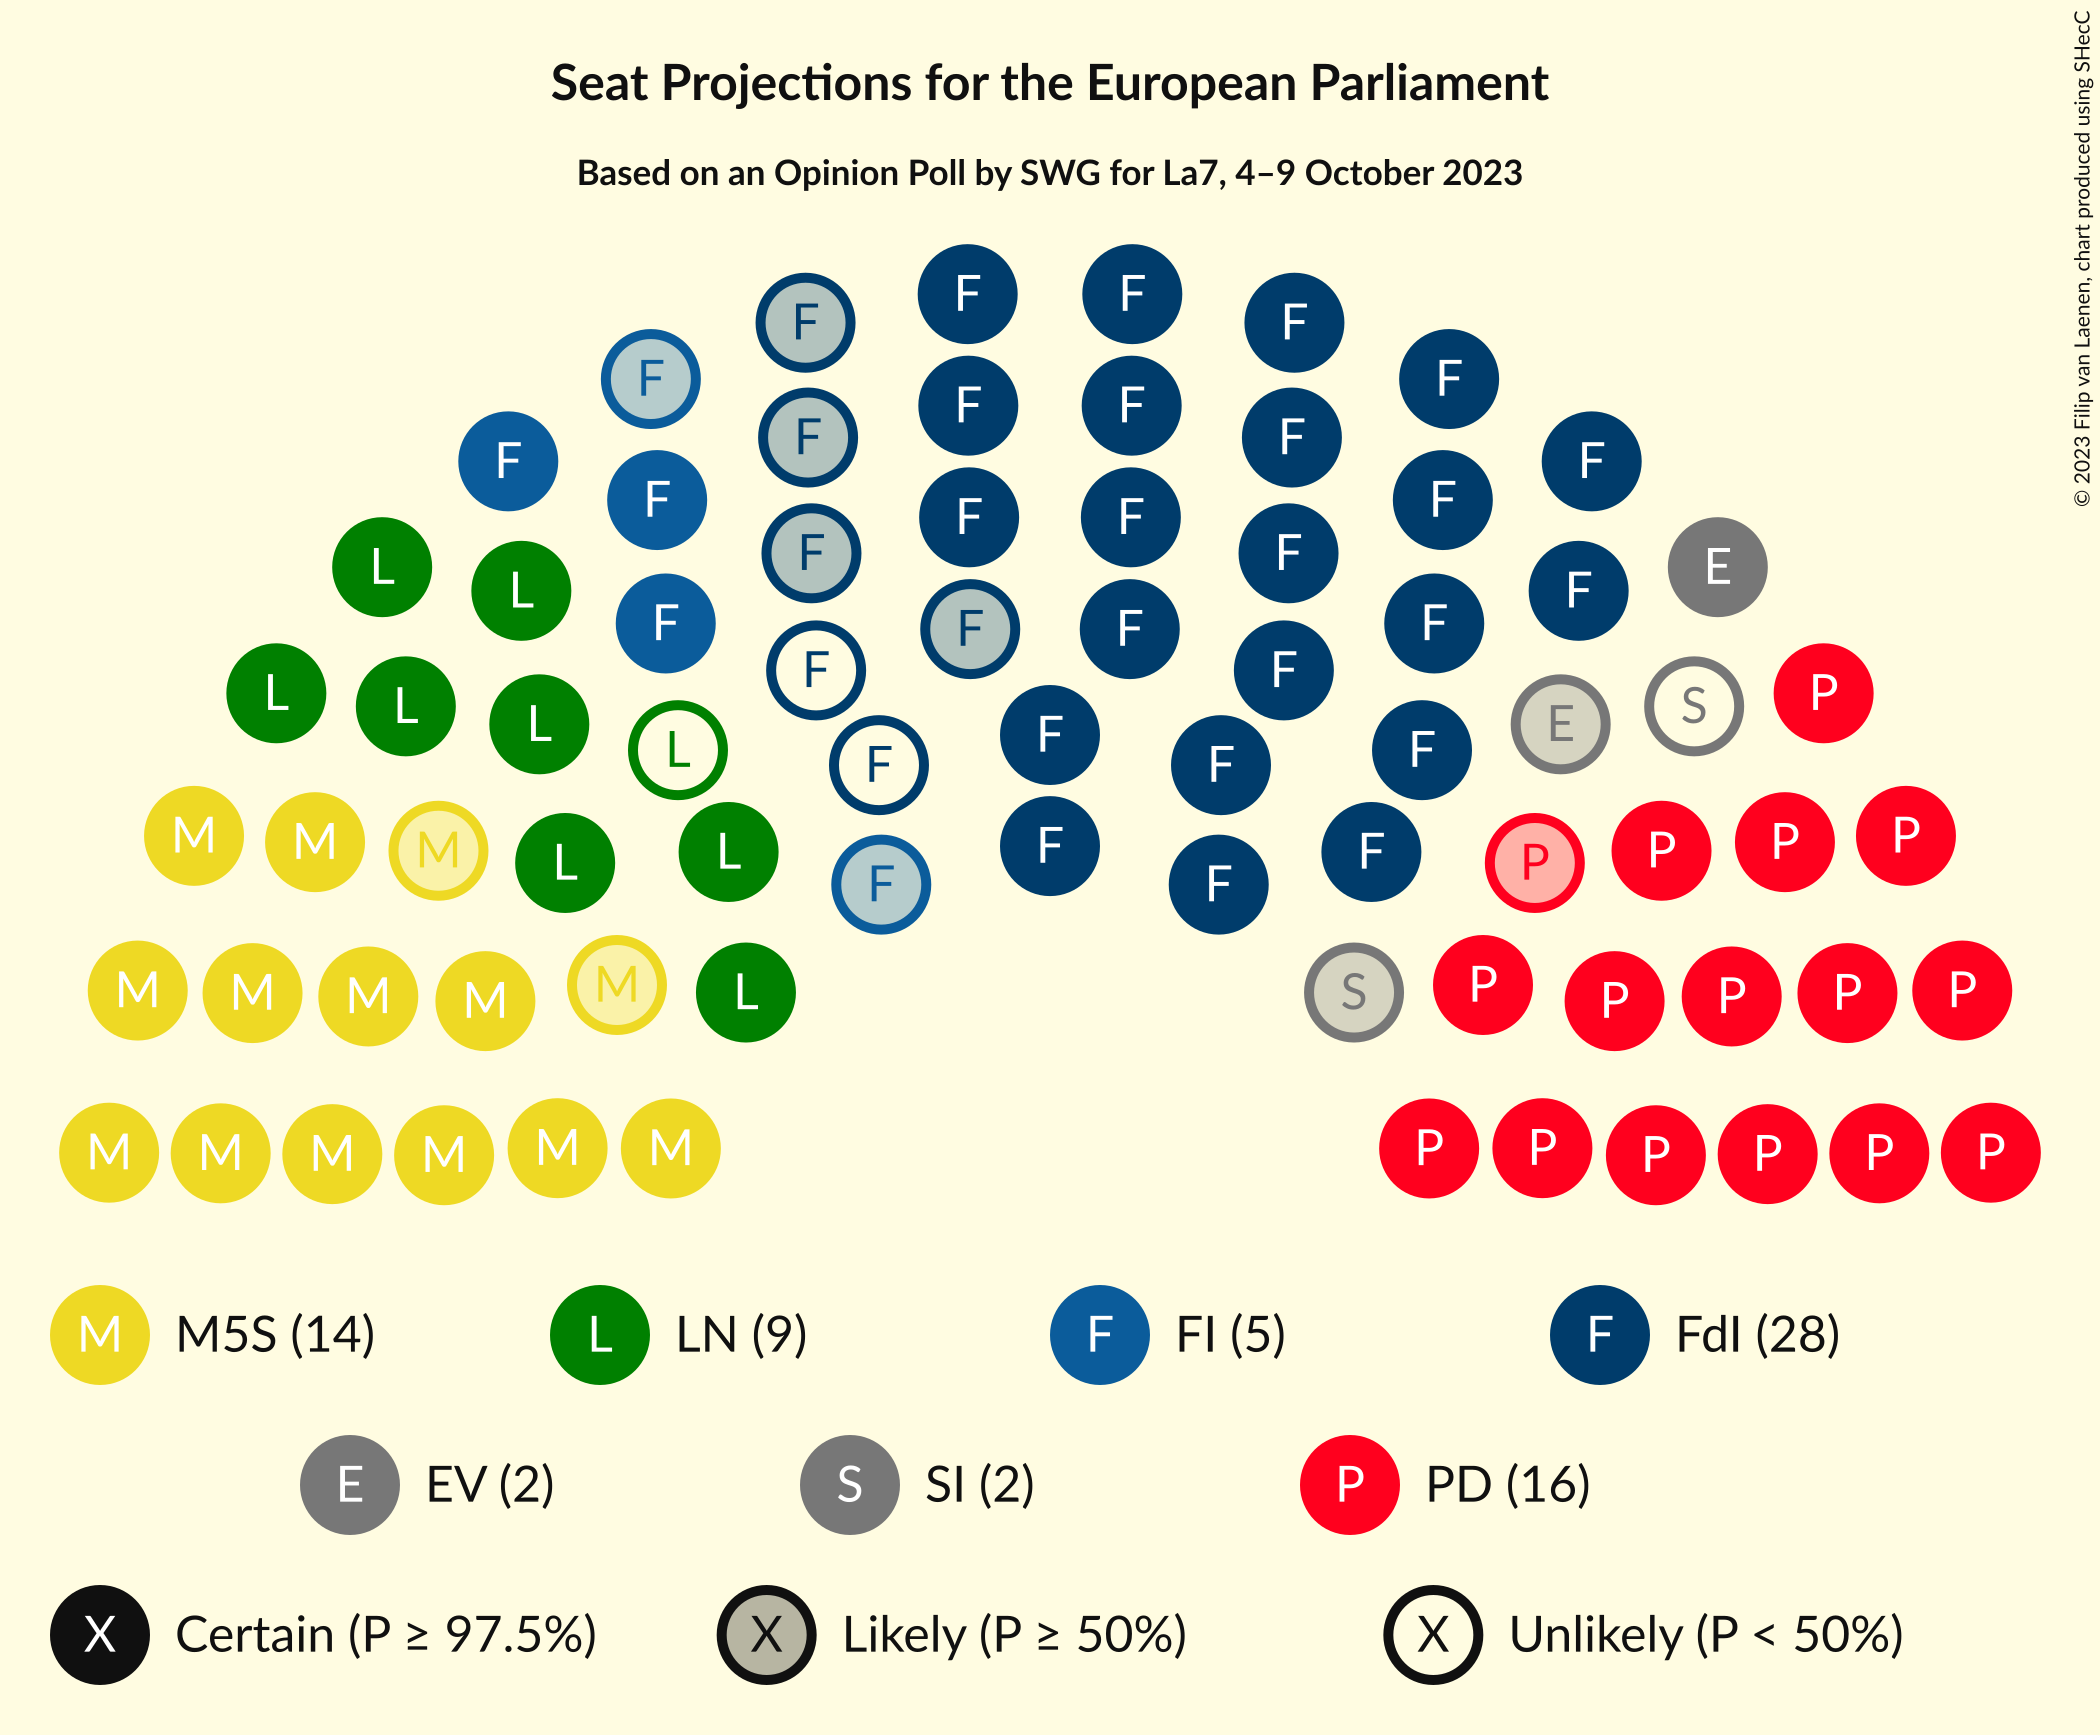 Seat Projections for the European Parliament
Based on an Opinion Poll by SWG for La7, 4–9 October 2023
© 2023 Filip van Laenen, chart produced using SHecC
F F
F F
F F
F F
F F
F F F F
F F
F F
L F F E
L L F F
F F F F
L S P
L L E
F F
L F F L F F
M M M L L F F F F P P P P
F F
M M M M M L S P P P P P
M M M M M M P P P P P P
M M5S (14) L LN (9) F FI (5) F FdI (28)
E EV (2) S SI (2) P PD (16)
X Certain (P ≥ 97.5%) X Likely (P ≥ 50%) X Unlikely (P < 50%)